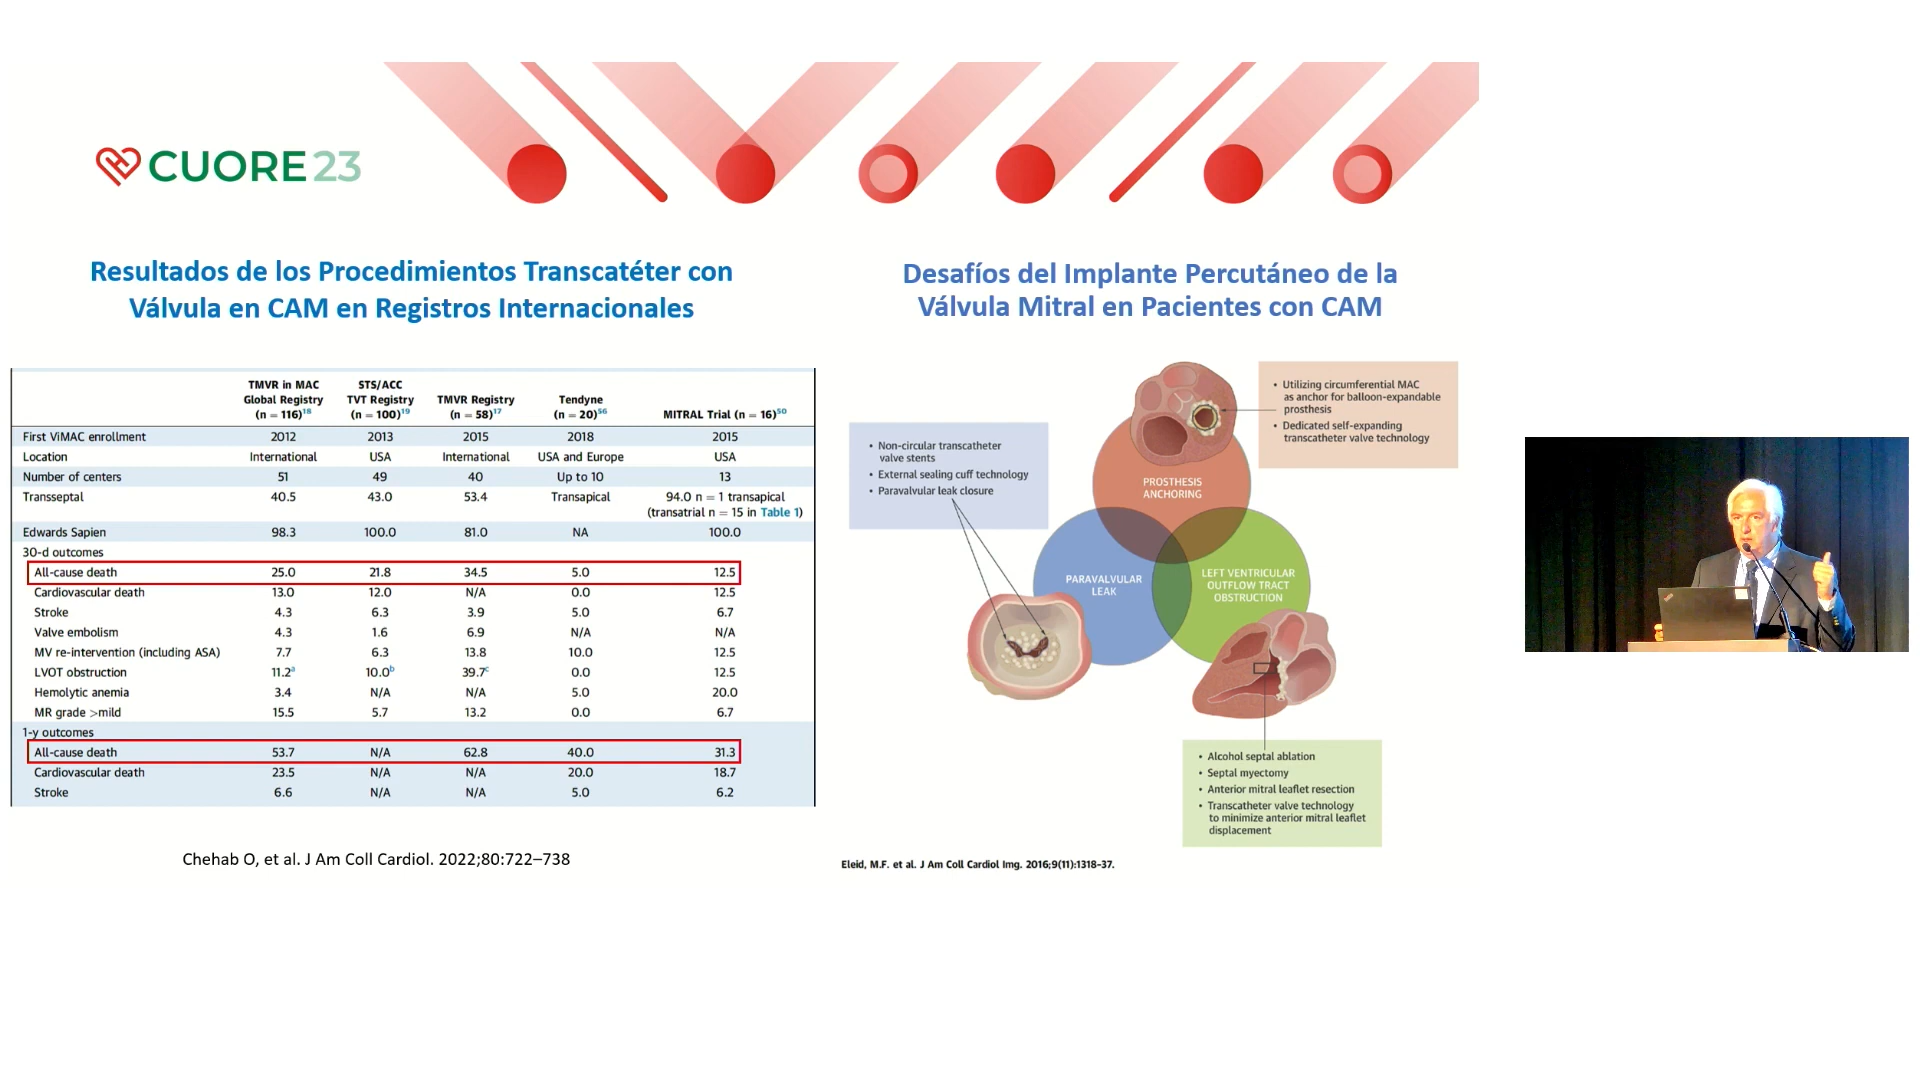 CUORE 23
Resultados de los Procedimientos Transcatéter con
Válvula en CAM en Registros Internacionales
TMVR in MAC Global Registry (n = 116)18 STS/ACC TVT Registry (n = 100)19 TMVR Registry (n = 58)17 Tendyne (n = 20)56 MITRAL Trial (n = 16)50
First ViMAC enrollment 2012 2013 2015 2018 2015
Location International USA International USA and Europe USA
Number of centers 51 49 40 Up to 10 13
Transseptal 40.5 43.0 53.4 Transapical 94.0 n = 1 transapical
(transatrial n = 15 in Table 1)
Edwards Sapien 98.3 100.0 81.0 NA 100.0
30-d outcomes
All-cause death 25.0 21.8 34.5 5.0 12.5
Cardiovascular death 13.0 12.0 N/A 0.0 12.5
Stroke 4.3 6.3 3.9 5.0 6.7
Valve embolism 4.3 1.6 6.9 N/A N/A
MV re-intervention (including ASA) 7.7 6.3 13.8 10.0 12.5
LVOT obstruction 11.2a 10.0b 39.7c 0.0 12.5
Hemolytic anemia 3.4 N/A N/A 5.0 20.0
MR grade >mild 15.5 5.7 13.2 0.0 6.7
1-y outcomes
All-cause death 53.7 N/A 62.8 40.0 31.3
Cardiovascular death 23.5 N/A N/A 20.0 18.7
Stroke 6.6 N/A N/A 5.0 6.2
Chehab O, et al. J Am Coll Cardiol. 2022;80:722–738
Desafíos del Implante Percutáneo de la
Válvula Mitral en Pacientes con CAM
• Utilizing circumferential MAC
as anchor for balloon-expandable
prosthesis
• Dedicated self-expanding
transcatheter valve technology
• Non-circular transcatheter
valve stents
• External sealing cuff technology
• Paravalvular leak closure
PROSTHESIS
ANCHORING
PARAVALVULAR
LEAK
LEFT VENTRICULAR
OUTFLOW TRACT
OBSTRUCTION
• Alcohol septal ablation
• Septal myectomy
• Anterior mitral leaflet resection
• Transcatheter valve technology
to minimize anterior mitral leaflet
displacement
Eleid, M.F. et al. J Am Coll Cardiol Img. 2016;9(11):1318-37.